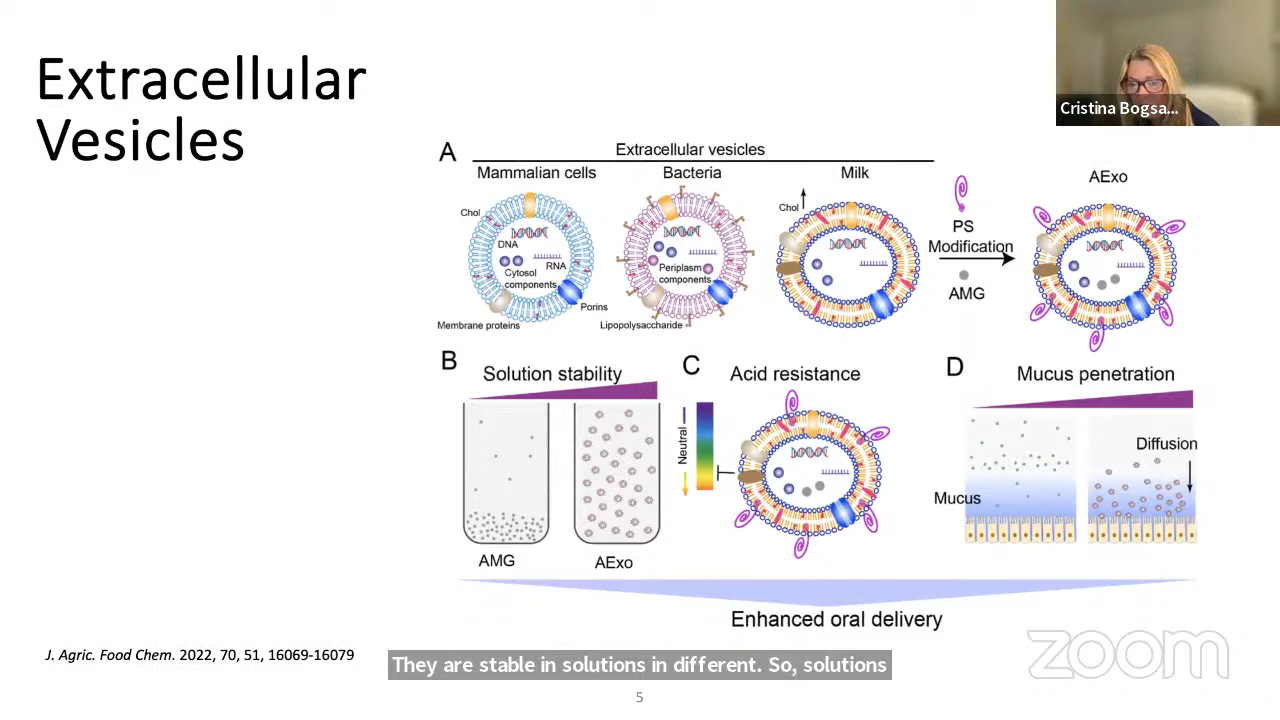 Extracellular
Vesicles
Cristina Bogsa...
A
Extracellular vesicles
Mammalian cells
Bacteria
Milk
AExo
Chol
DNA
RNA
Cytosol
components
Porins
Membrane proteins
Periplasm
components
Lipopolysaccharide
Chol
PS
Modification
AMG
B
Solution stability
AMG
AExo
C
Acid resistance
Neutral
D
Mucus penetration
Diffusion
Mucus
Enhanced oral delivery
J. Agric. Food Chem. 2022, 70, 51, 16069-16079
They are stable in solutions in different. So, solutions
zoom
5